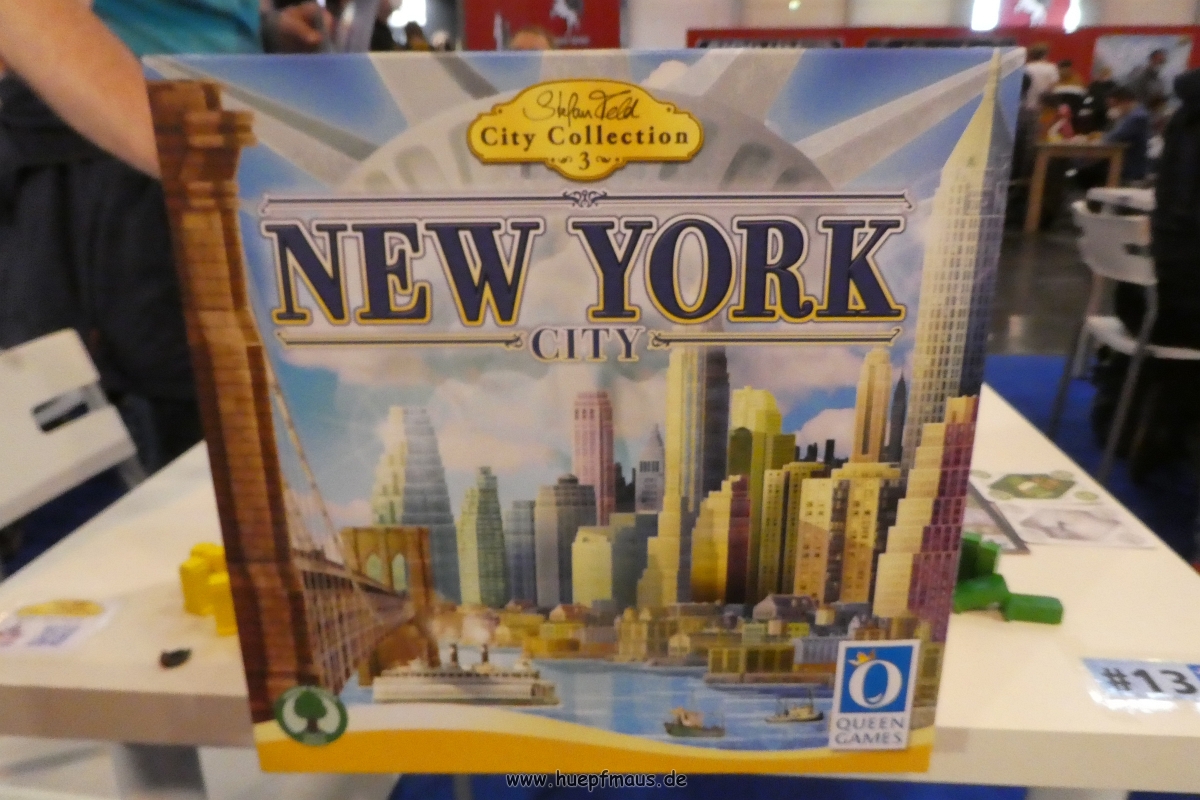 Stefan Feld
City Collection
3
NEW YORK
CITY
QUEEN
GAMES
#13
www.huepfmaus.de